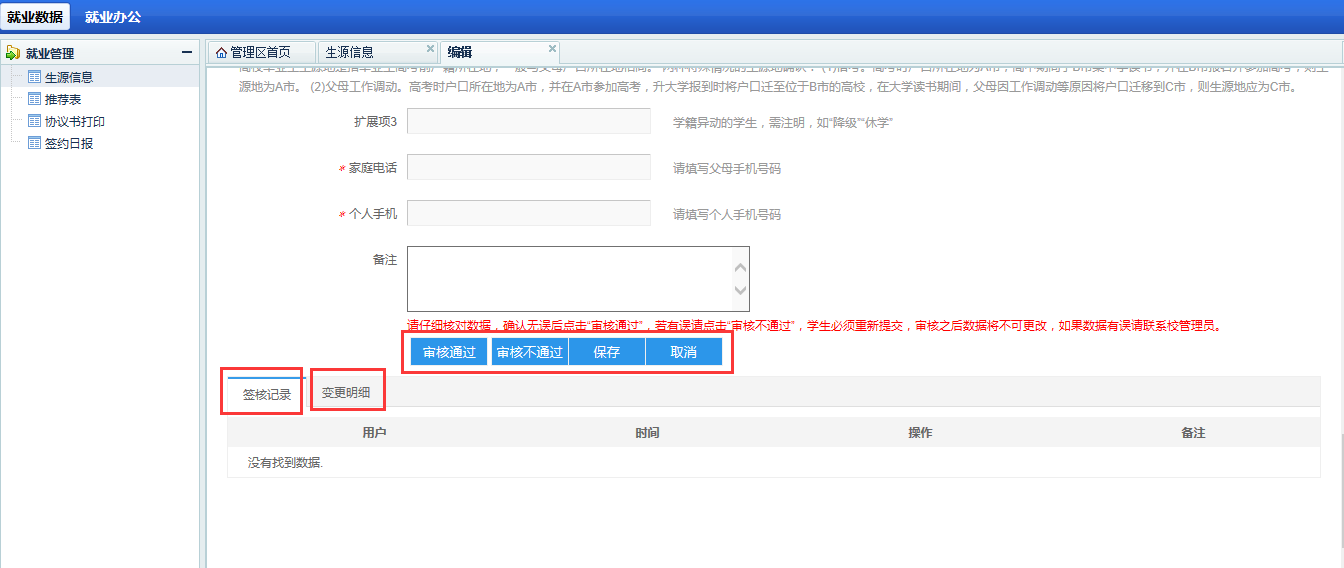 就业数据 就业办公
就业管理
生源信息
推荐表
协议书打印
签约日报
管理区首页 生源信息 编辑
源地为A市。 (2)父母工作调动。高考时户口所在地为A市，并在A市参加高考，升大学报到时将户口迁至位于B市的高校，在大学读书期间，父母因工作调动等原因将户口迁移到C市，则生源地应为C市。
扩展项3 学籍异动的学生，需注明，如“降级”“休学”
* 家庭电话 请填写父母手机号码
* 个人手机 请填写个人手机号码
备注
请仔细核对数据，确认无误后点击“审核通过”，若有误请点击“审核不通过”，学生必须重新提交，审核之后数据将不可更改，如果数据有误请联系校管理员。
审核通过 审核不通过 保存 取消
签核记录 变更明细
用户 时间 操作 备注
没有找到数据.